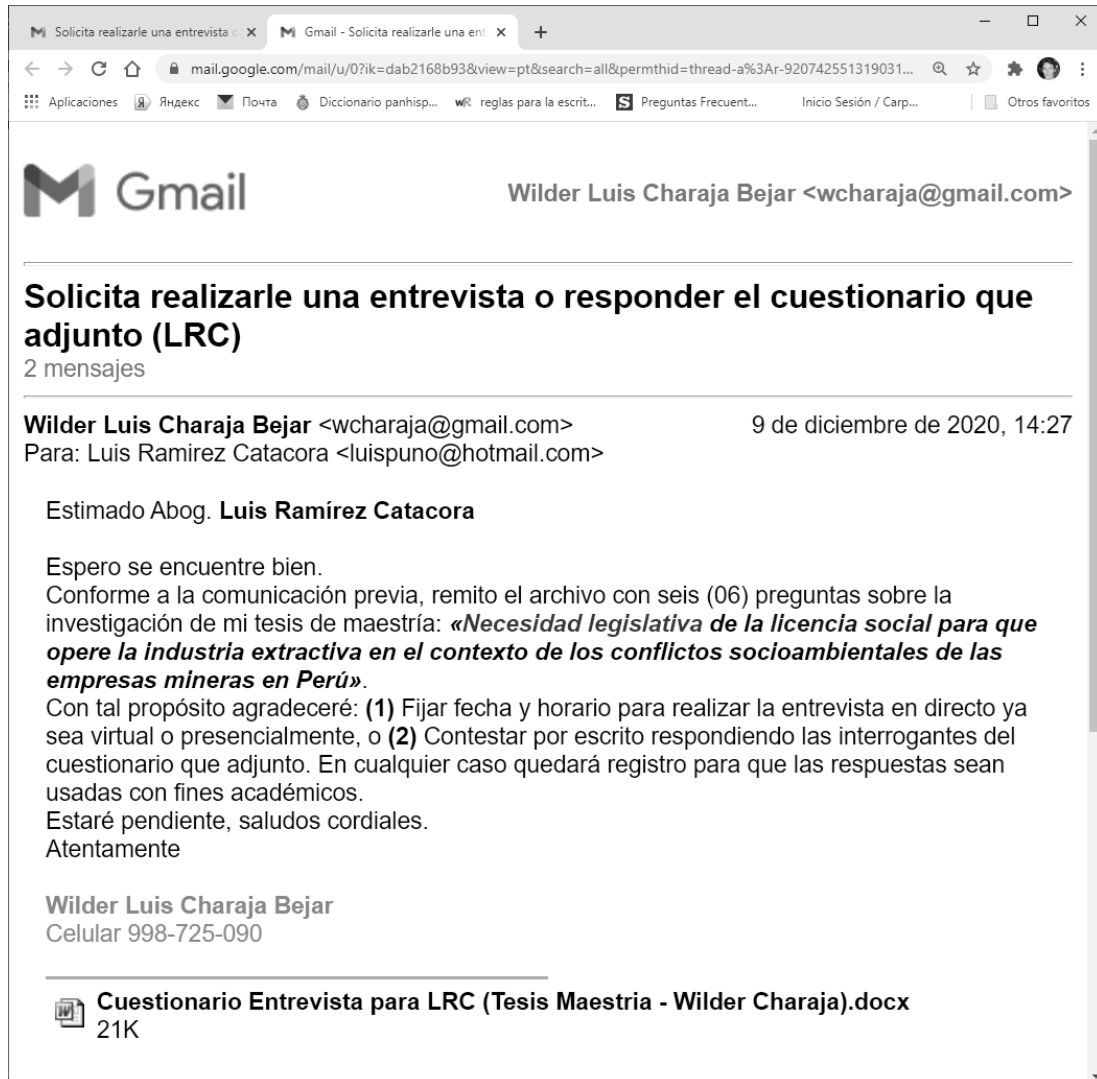 Solicita realizarle una entrevista c
Gmail - Solicita realizarle una ent
mail.google.com/mail/u/0?ik=dab2168b93&view=pt&search=all&permthid=thread-a%3Ar-920742551319031...
Aplicaciones Яндекс Почта Diccionario panhisp... wR reglas para la escrit... S Preguntas Frecuent... Inicio Sesión / Carp... Otros favoritos
Gmail
Wilder Luis Charaja Bejar <wcharaja@gmail.com>
Solicita realizarle una entrevista o responder el cuestionario que
adjunto (LRC)
2 mensajes
Wilder Luis Charaja Bejar <wcharaja@gmail.com> 9 de diciembre de 2020, 14:27
Para: Luis Ramirez Catacora <luispuno@hotmail.com>
Estimado Abog. Luis Ramírez Catacora
Espero se encuentre bien.
Conforme a la comunicación previa, remito el archivo con seis (06) preguntas sobre la
investigación de mi tesis de maestría: «Necesidad legislativa de la licencia social para que
opere la industria extractiva en el contexto de los conflictos socioambientales de las
empresas mineras en Perú».
Con tal propósito agradeceré: (1) Fijar fecha y horario para realizar la entrevista en directo ya
sea virtual o presencialmente, o (2) Contestar por escrito respondiendo las interrogantes del
cuestionario que adjunto. En cualquier caso quedará registro para que las respuestas sean
usadas con fines académicos.
Estaré pendiente, saludos cordiales.
Atentamente
Wilder Luis Charaja Bejar
Celular 998-725-090
Cuestionario Entrevista para LRC (Tesis Maestria - Wilder Charaja).docx
21K